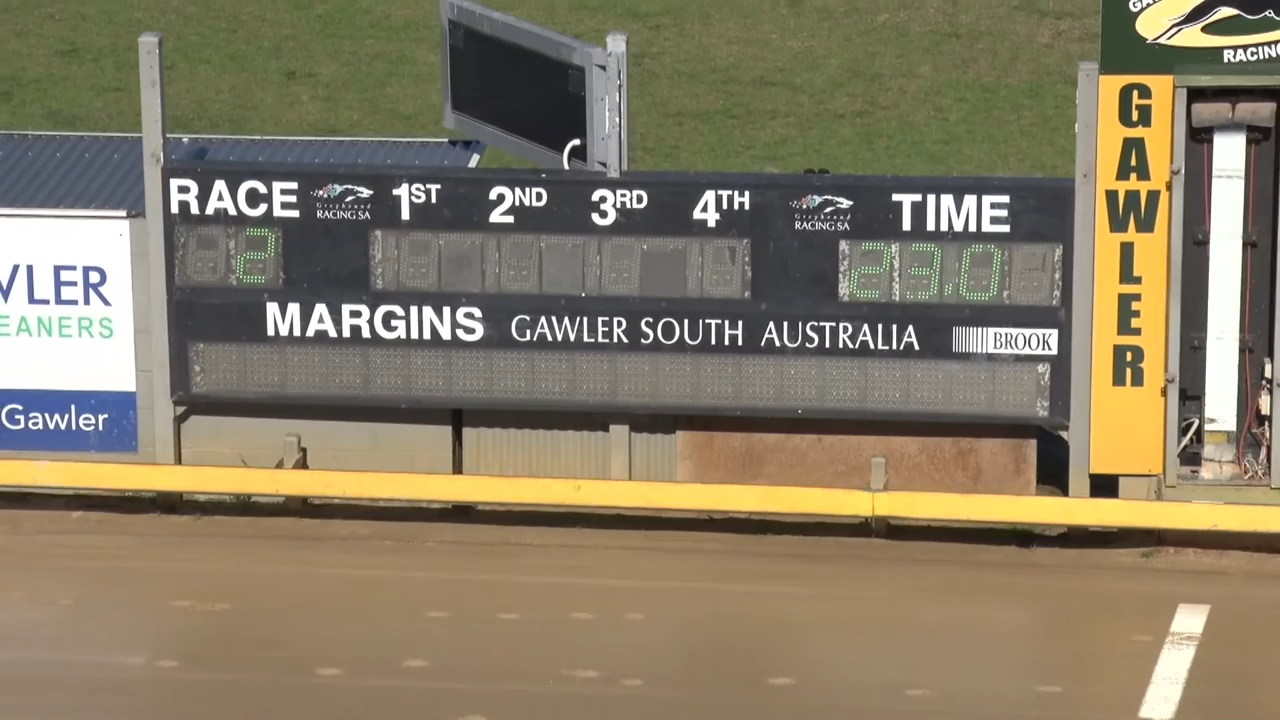 RACE
Greyhound
RACING SA
1ST 2ND 3RD 4TH
Greyhound
RACING SA
TIME
2
23.0
MARGINS GAWLER SOUTH AUSTRALIA BROOK
WLER
EANERS
Gawler
RACING
GAWLER